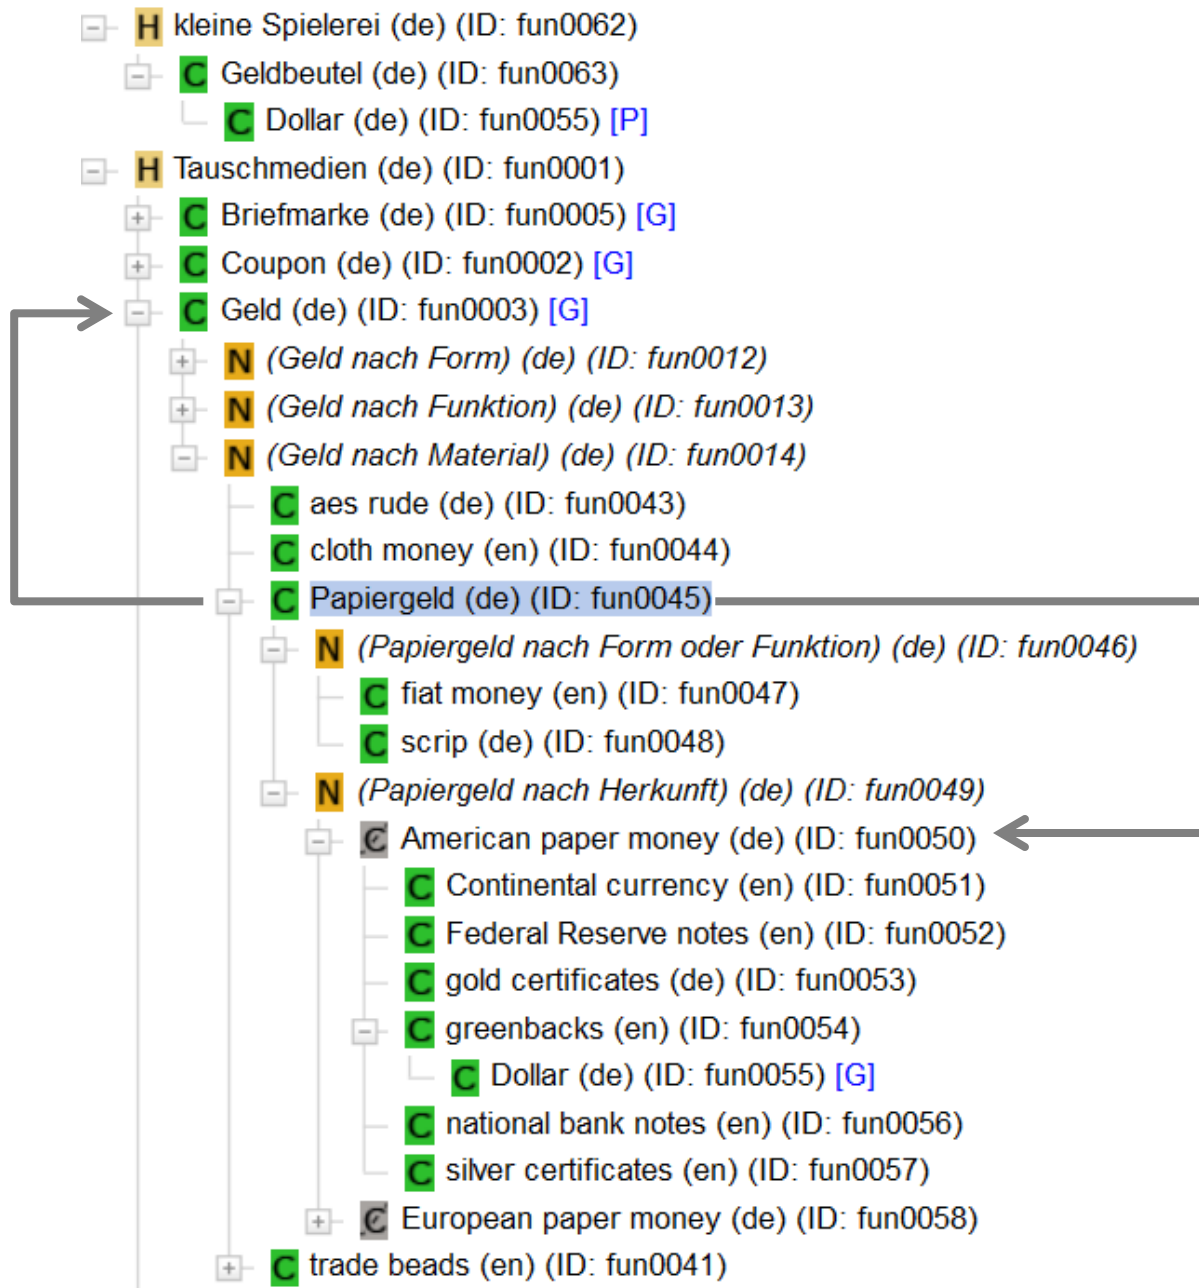 H kleine Spielerei (de) (ID: fun0062)
C Geldbeutel (de) (ID: fun0063)
C Dollar (de) (ID: fun0055) [P]
H Tauschmedien (de) (ID: fun0001)
C Briefmarke (de) (ID: fun0005) [G]
C Coupon (de) (ID: fun0002) [G]
C Geld (de) (ID: fun0003) [G]
N (Geld nach Form) (de) (ID: fun0012)
N (Geld nach Funktion) (de) (ID: fun0013)
N (Geld nach Material) (de) (ID: fun0014)
C aes rude (de) (ID: fun0043)
C cloth money (en) (ID: fun0044)
C Papiergeld (de) (ID: fun0045)
N (Papiergeld nach Form oder Funktion) (de) (ID: fun0046)
C fiat money (en) (ID: fun0047)
C scrip (de) (ID: fun0048)
N (Papiergeld nach Herkunft) (de) (ID: fun0049)
C American paper money (de) (ID: fun0050)
C Continental currency (en) (ID: fun0051)
C Federal Reserve notes (en) (ID: fun0052)
C gold certificates (de) (ID: fun0053)
C greenbacks (en) (ID: fun0054)
C Dollar (de) (ID: fun0055) [G]
C national bank notes (en) (ID: fun0056)
C silver certificates (en) (ID: fun0057)
C European paper money (de) (ID: fun0058)
C trade beads (en) (ID: fun0041)